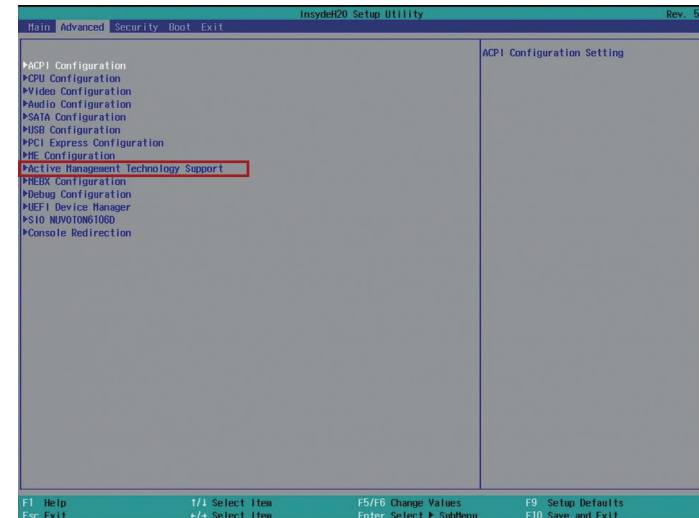 InsydeH20 Setup Utility Rev. 5
Main Advanced Security Boot Exit
►ACPI Configuration ACPI Configuration Setting
►CPU Configuration
►Video Configuration
►Audio Configuration
►SATA Configuration
►USB Configuration
►PCI Express Configuration
►ME Configuration
►Active Management Technology Support
►MEBX Configuration
►Debug Configuration
►UEFI Device Manager
►SIO NUVOTON6106D
►Console Redirection
F1 Help ↑/↓ Select Item F5/F6 Change Values F9 Setup Defaults
Esc Exit ←/→ Select Item Enter Select ► SubMenu F10 Save and Exit